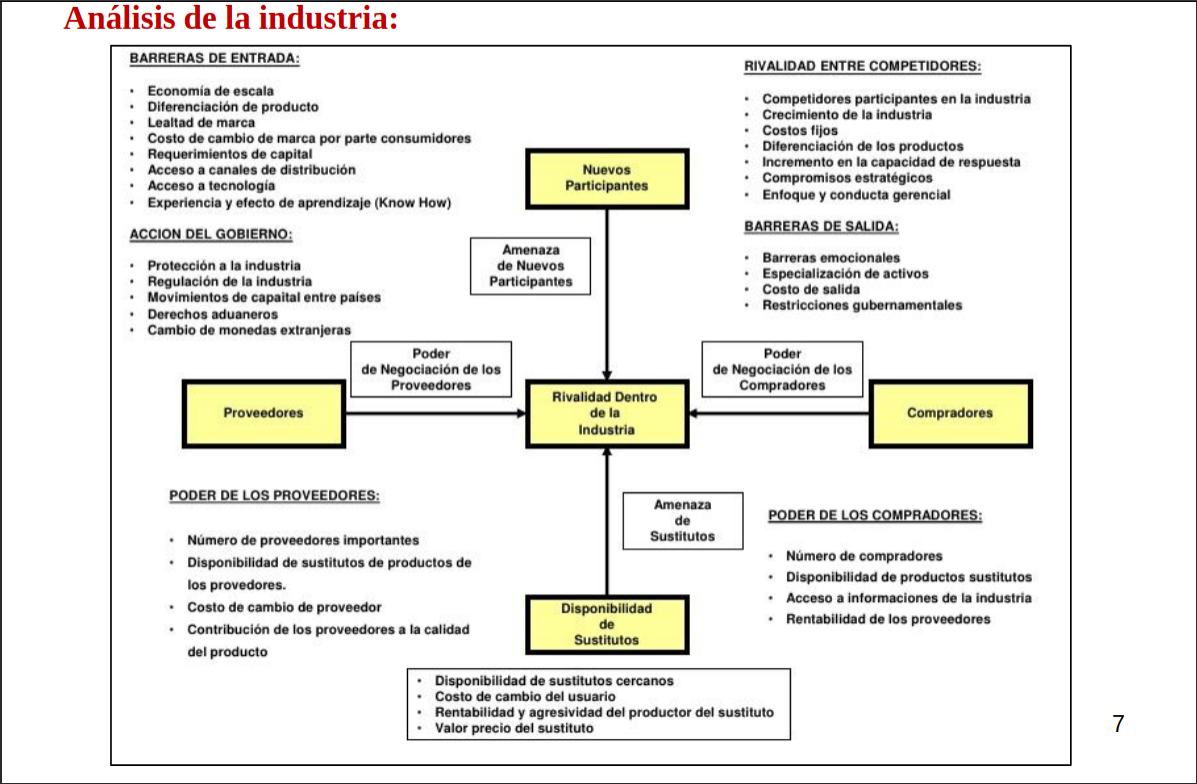 Análisis de la industria:
BARRERAS DE ENTRADA:
• Economía de escala
• Diferenciación de producto
• Lealtad de marca
• Costo de cambio de marca por parte consumidores
• Requerimientos de capital
• Acceso a canales de distribución
• Acceso a tecnología
• Experiencia y efecto de aprendizaje (Know How)
ACCION DEL GOBIERNO:
• Protección a la industria
• Regulación de la industria
• Movimientos de capaital entre países
• Derechos aduaneros
• Cambio de monedas extranjeras
RIVALIDAD ENTRE COMPETIDORES:
• Competidores participantes en la industria
• Crecimiento de la industria
• Costos fijos
• Diferenciación de los productos
• Incremento en la capacidad de respuesta
• Compromisos estratégicos
• Enfoque y conducta gerencial
BARRERAS DE SALIDA:
• Barreras emocionales
• Especialización de activos
• Costo de salida
• Restricciones gubernamentales
Nuevos
Participantes
Amenaza
de Nuevos
Participantes
Poder
de Negociación de los
Proveedores
Poder
de Negociación de los
Compradores
Proveedores
Rivalidad Dentro
de la
Industria
Compradores
PODER DE LOS PROVEEDORES:
• Número de proveedores importantes
• Disponibilidad de sustitutos de productos de
los provedores.
• Costo de cambio de proveedor
• Contribución de los proveedores a la calidad
del producto
Amenaza
de
Sustitutos
PODER DE LOS COMPRADORES:
• Número de compradores
• Disponibilidad de productos sustitutos
• Acceso a informaciones de la industria
• Rentabilidad de los proveedores
Disponibilidad
de
Sustitutos
• Disponibilidad de sustitutos cercanos
• Costo de cambio del usuario
• Rentabilidad y agresividad del productor del sustituto
• Valor precio del sustituto
7